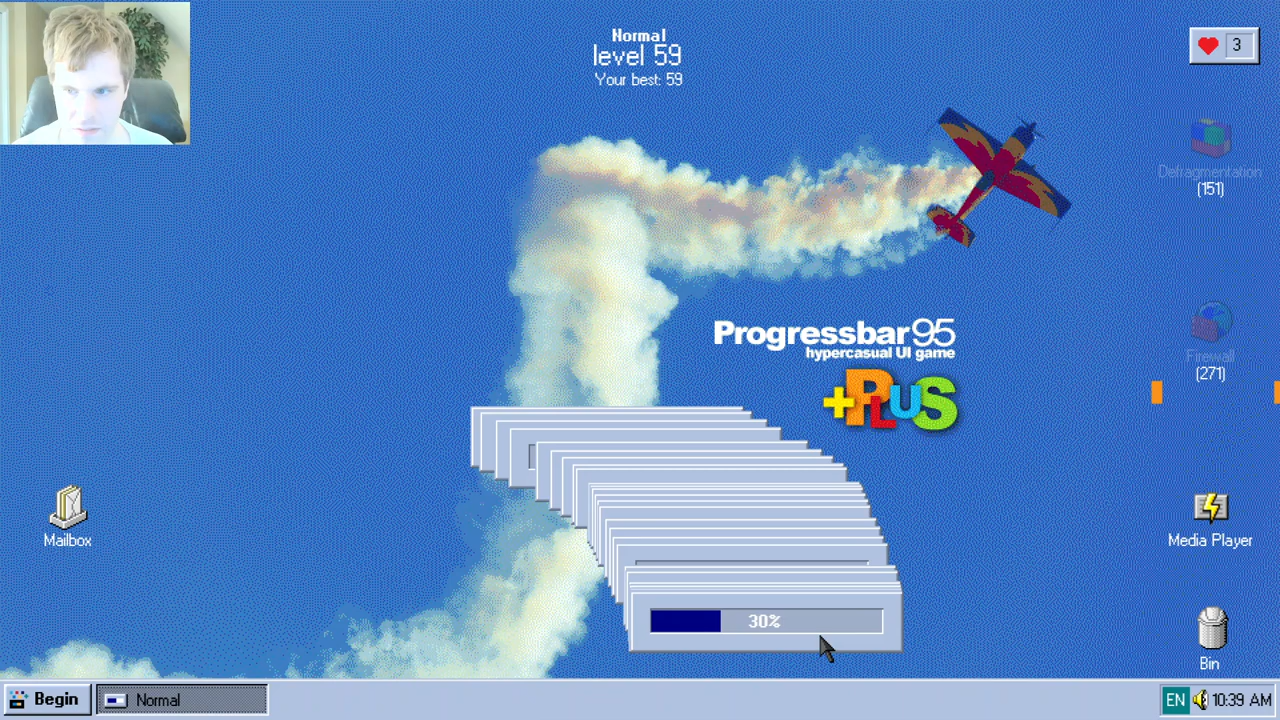 Normal
level 59
Your best: 59
3
Defragmentation
(151)
Progressbar95
hypercasual UI game
+PLUS
Firewall
(271)
Mailbox
Media Player
30%
Bin
Begin
Normal
EN
10:39 AM